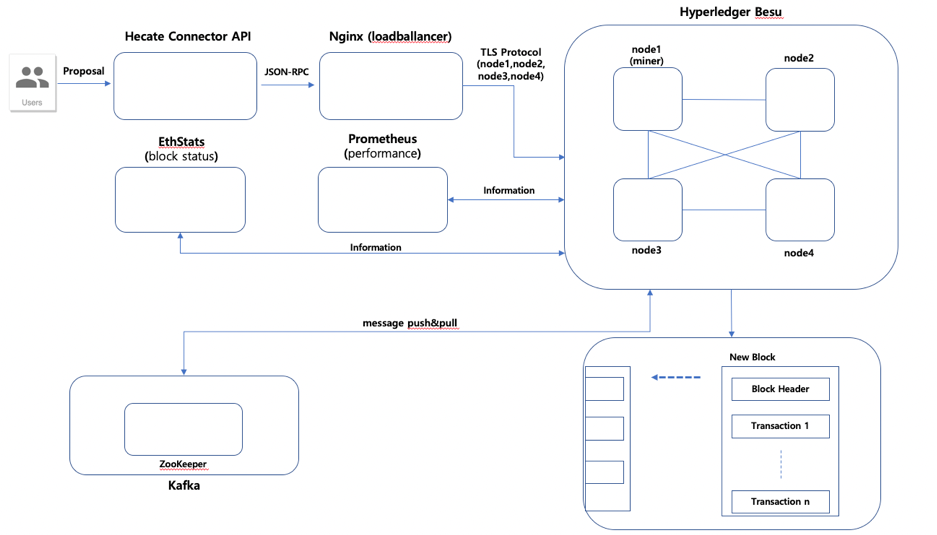 Hyperledger Besu
Hecate Connector API
Nginx (loadballancer)
TLS Protocol
(node1,node2,
node3,node4)
node1
(miner)
node2
Users
Proposal
JSON-RPC
EthStats
(block status)
Prometheus
(performance)
Information
Information
node3
node4
message push&pull
New Block
Block Header
Transaction 1
Transaction n
ZooKeeper
Kafka